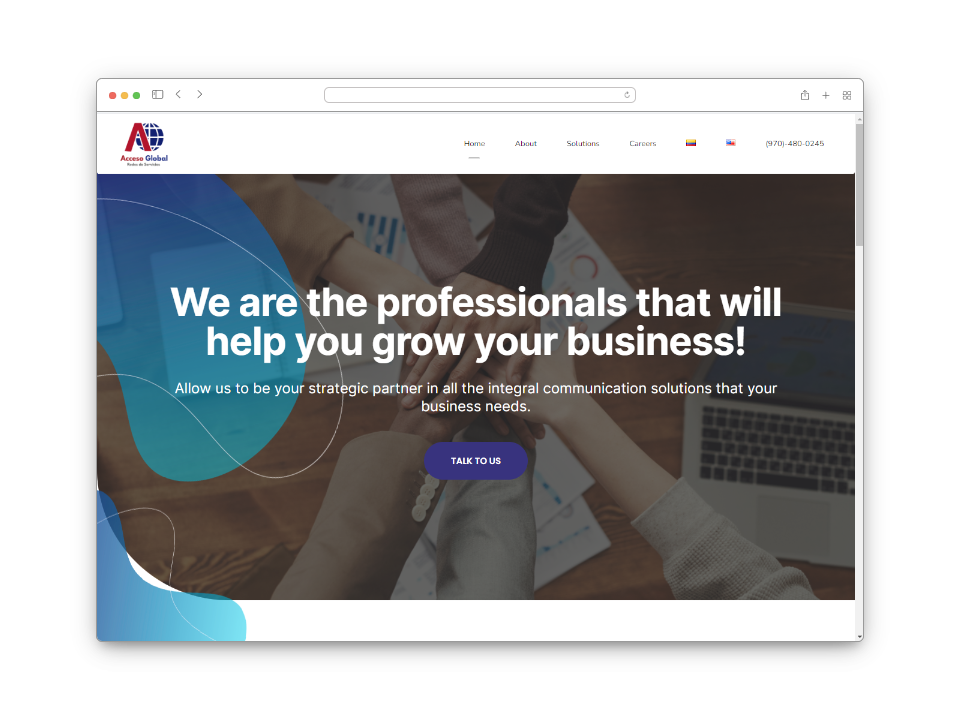 Acceso Global
Redes de Servicios
Home About Solutions Careers (970)-480-0245
We are the professionals that will
help you grow your business!
Allow us to be your strategic partner in all the integral communication solutions that your
business needs.
TALK TO US